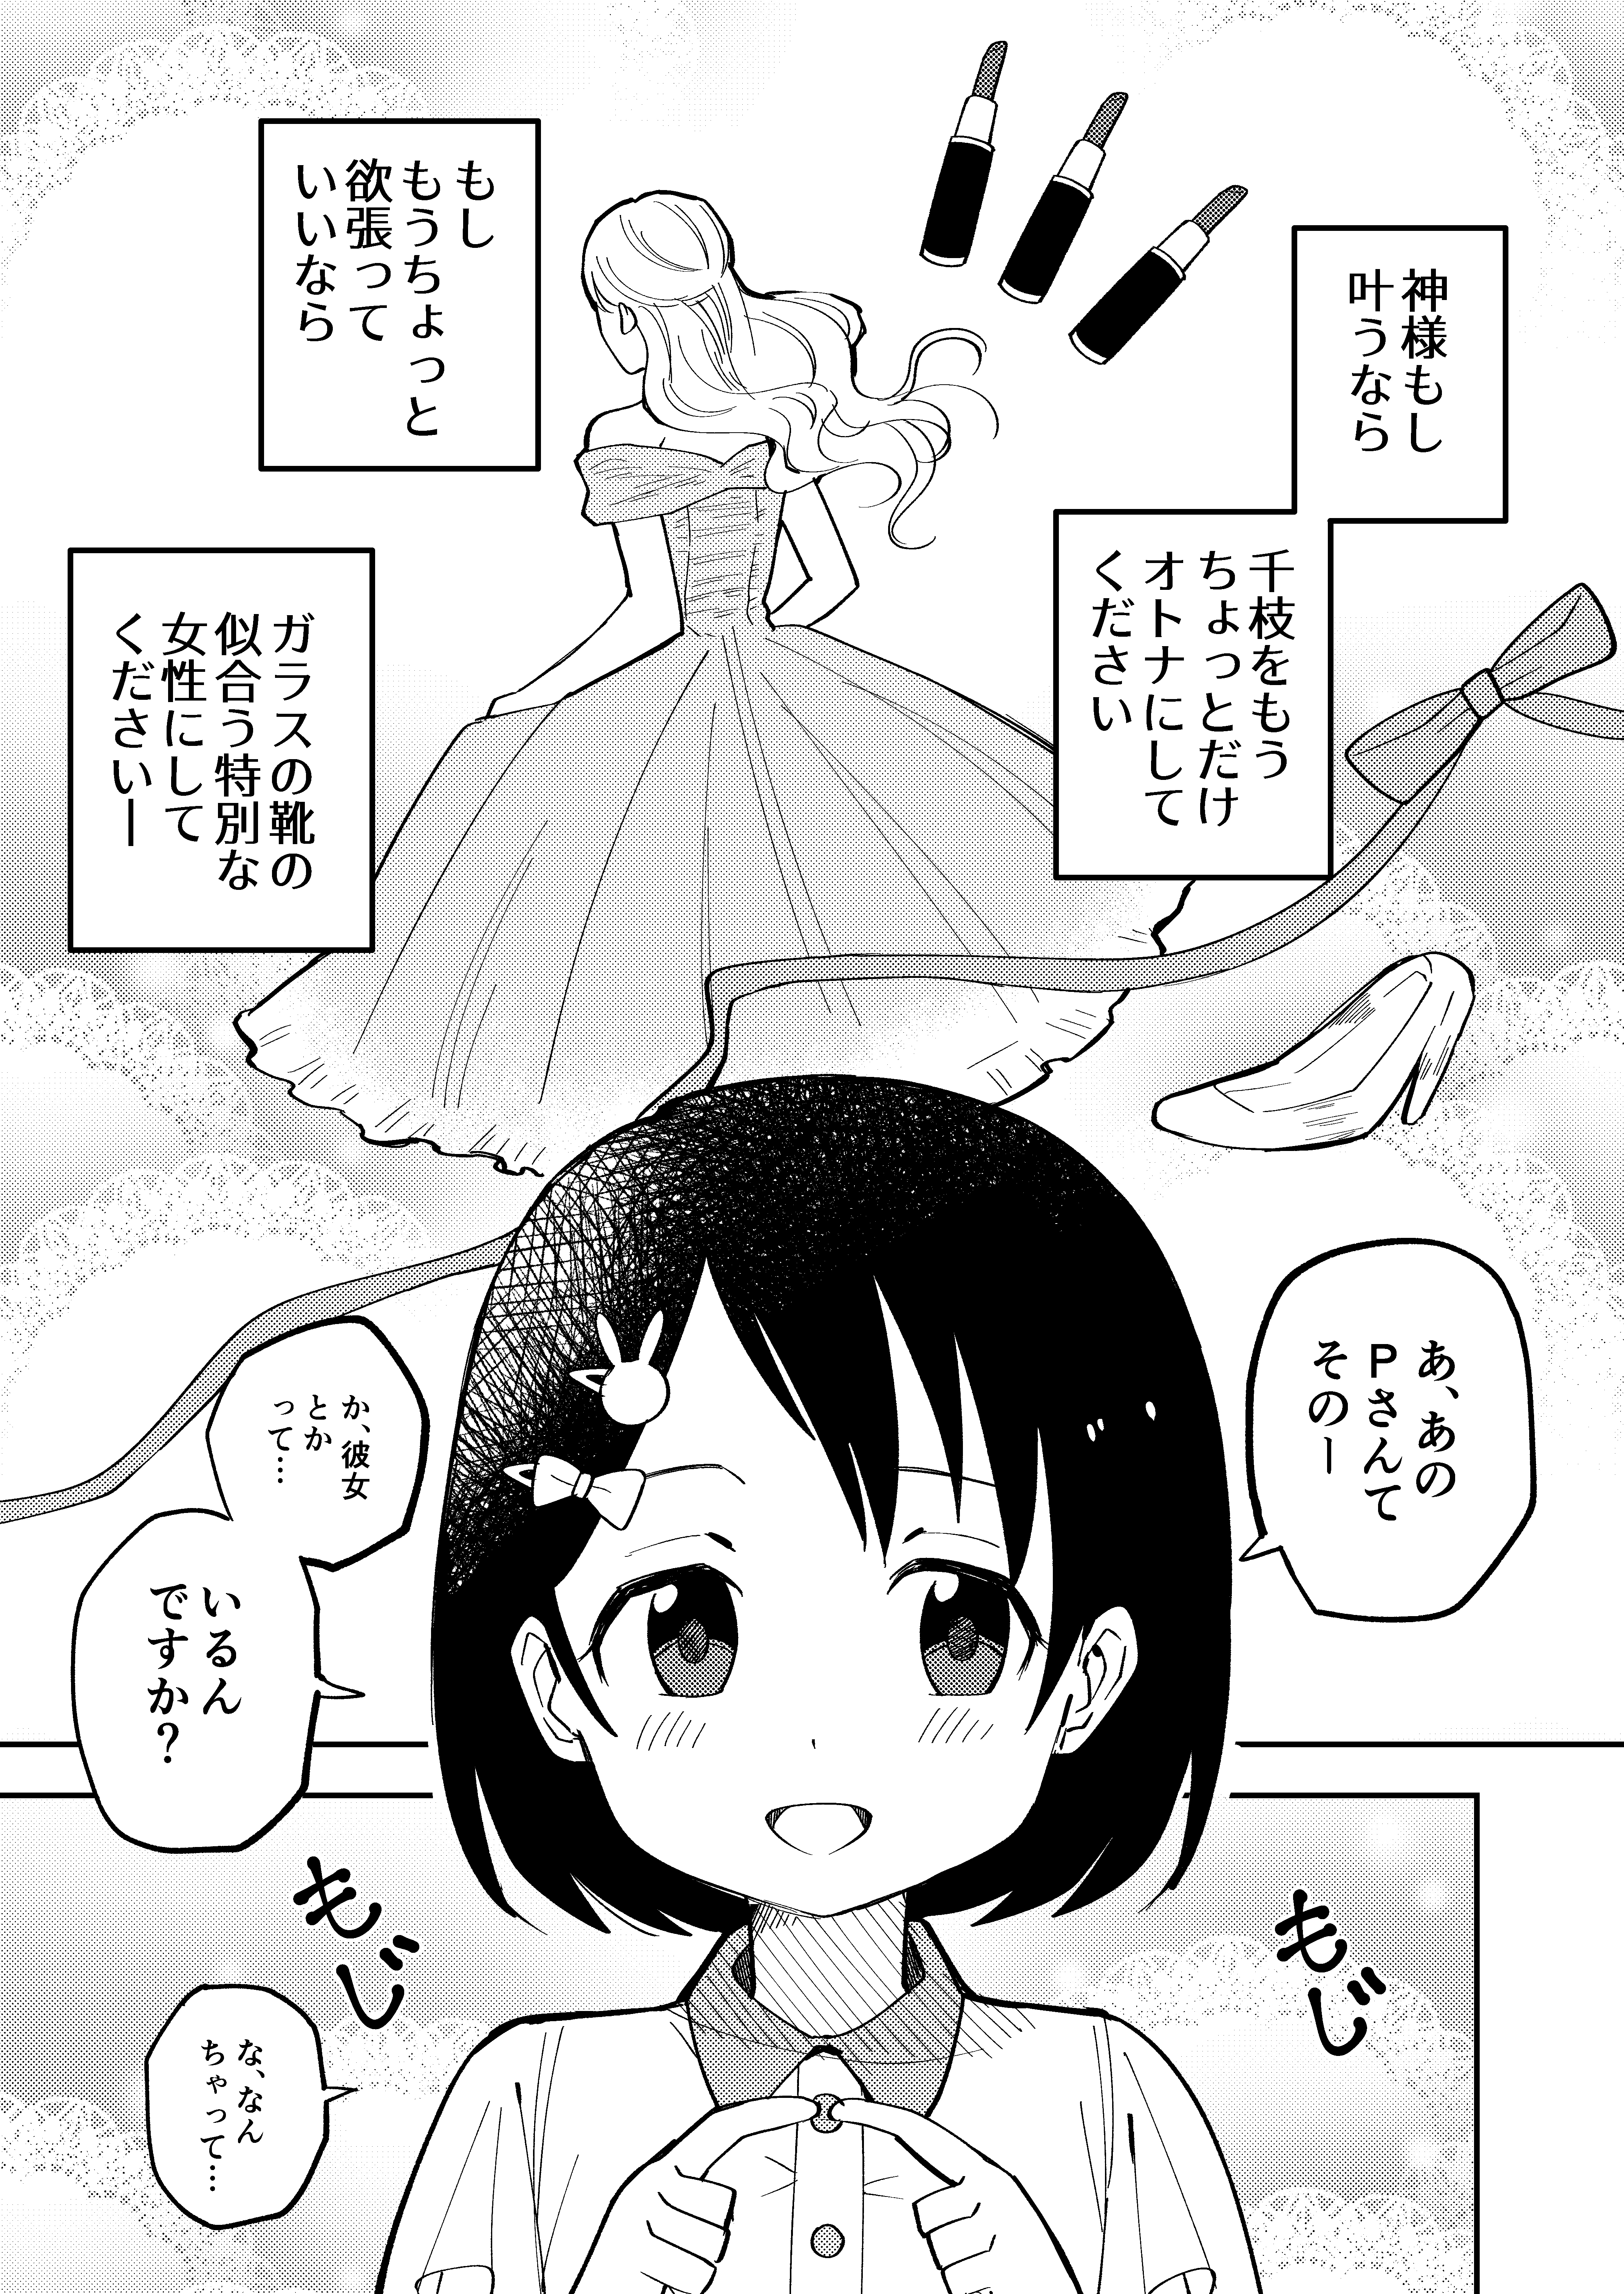 神様もし
叶うなら
千枝をもう
ちょっとだけ
オトナにして
ください
もし
もうちょっと
欲張って
いいなら
ガラスの靴の
似合う特別な
女性にして
くださいー
あ、あの
Pさんて
そのー
か、彼女
とか
って…
いるん
ですか?
もじ
もじ
な、なん
ちゃって…